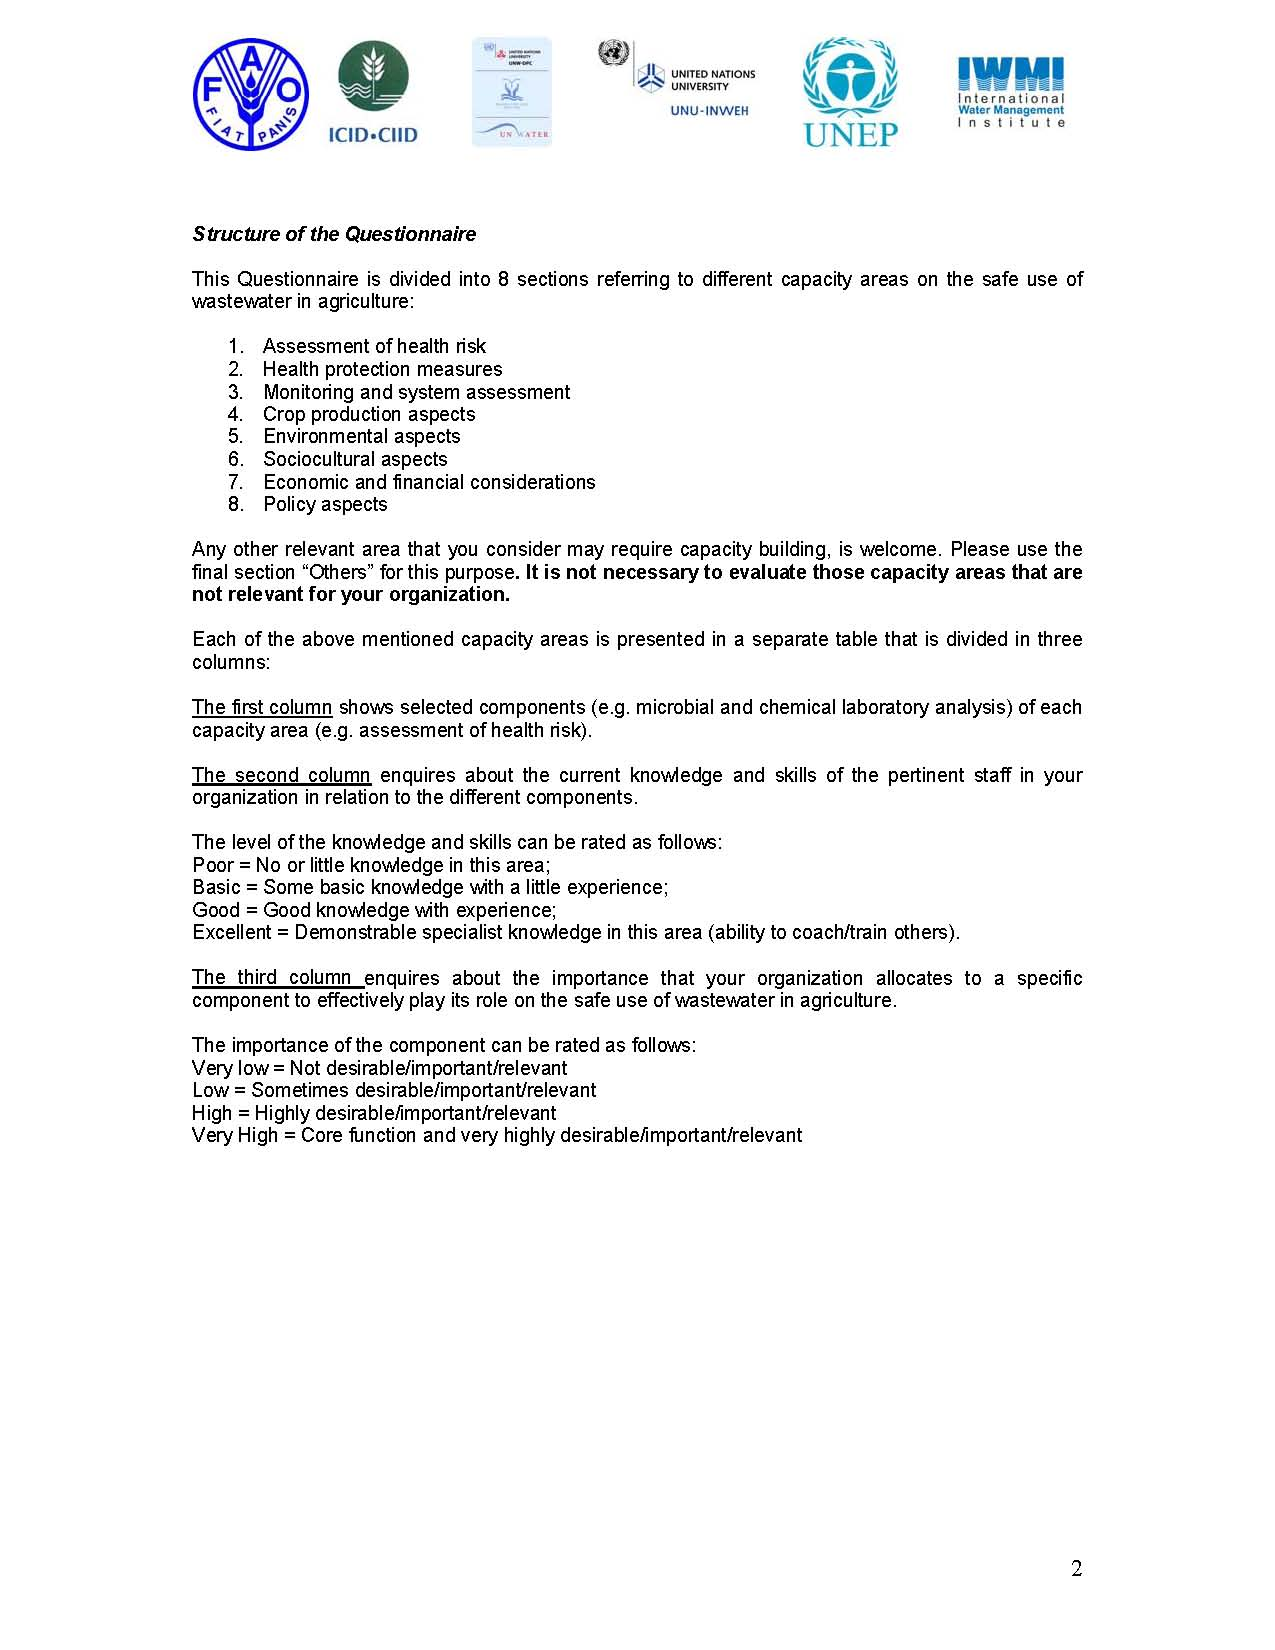 FAO
FIAT PANIS
ICID•CIID
UNITED NATIONS
UNIVERSITY
UNW-DPC
UN WATER
UNITED NATIONS
UNIVERSITY
UNU-INWEH
UNEP
IWMI
International
Water Management
Institute
Structure of the Questionnaire
This Questionnaire is divided into 8 sections referring to different capacity areas on the safe use of
wastewater in agriculture:
1. Assessment of health risk
2. Health protection measures
3. Monitoring and system assessment
4. Crop production aspects
5. Environmental aspects
6. Sociocultural aspects
7. Economic and financial considerations
8. Policy aspects
Any other relevant area that you consider may require capacity building, is welcome. Please use the
final section “Others” for this purpose. It is not necessary to evaluate those capacity areas that are
not relevant for your organization.
Each of the above mentioned capacity areas is presented in a separate table that is divided in three
columns:
The first column shows selected components (e.g. microbial and chemical laboratory analysis) of each
capacity area (e.g. assessment of health risk).
The second column enquires about the current knowledge and skills of the pertinent staff in your
organization in relation to the different components.
The level of the knowledge and skills can be rated as follows:
Poor = No or little knowledge in this area;
Basic = Some basic knowledge with a little experience;
Good = Good knowledge with experience;
Excellent = Demonstrable specialist knowledge in this area (ability to coach/train others).
The third column enquires about the importance that your organization allocates to a specific
component to effectively play its role on the safe use of wastewater in agriculture.
The importance of the component can be rated as follows:
Very low = Not desirable/important/relevant
Low = Sometimes desirable/important/relevant
High = Highly desirable/important/relevant
Very High = Core function and very highly desirable/important/relevant
2